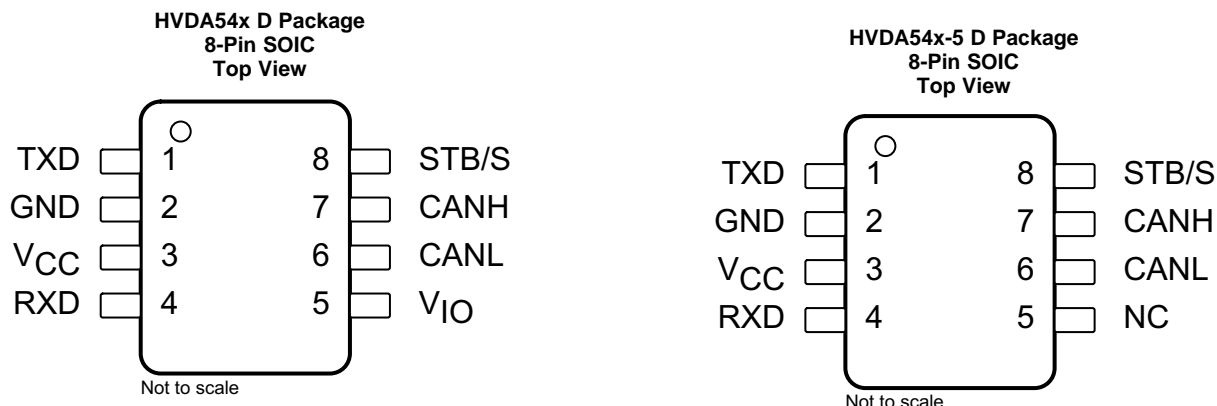 HVDA54x D Package
8-Pin SOIC
Top View
TXD 1 8 STB/S
GND 2 7 CANH
VCC 3 6 CANL
RXD 4 5 VIO
Not to scale
HVDA54x-5 D Package
8-Pin SOIC
Top View
TXD 1 8 STB/S
GND 2 7 CANH
VCC 3 6 CANL
RXD 4 5 NC
Not to scale